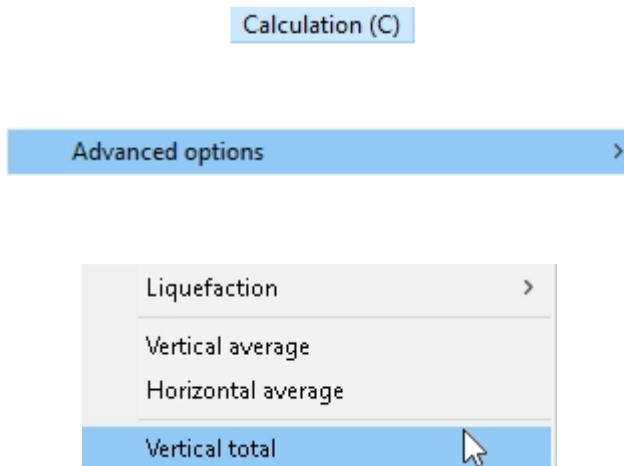 Calculation (C)
Advanced options
Liquefaction
Vertical average
Horizontal average
Vertical total